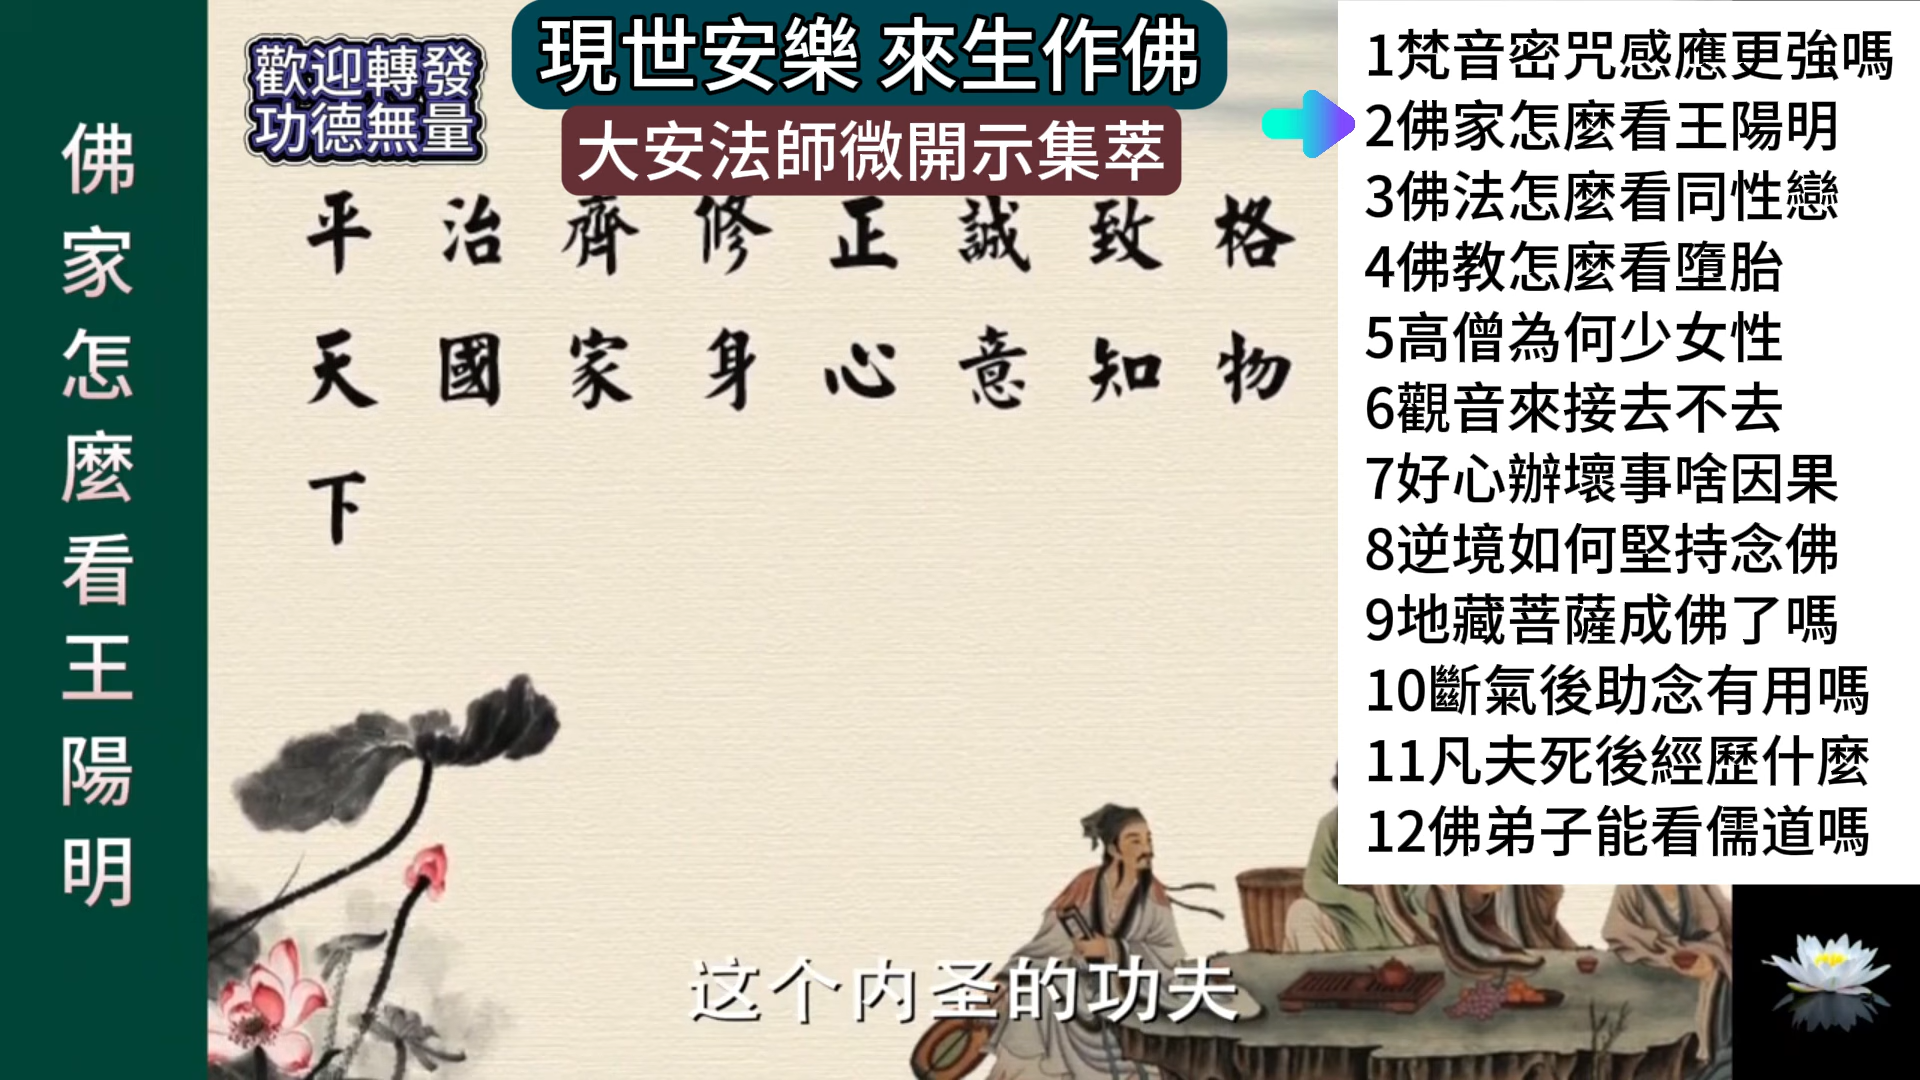 佛家怎麼看王陽明
歡迎轉發
功德無量
現世安樂 來生作佛
大安法師微開示集萃
格物
致知
誠意
正心
修身
齊家
治國
平天下
1梵音密咒感應更強嗎
2佛家怎麼看王陽明
3佛法怎麼看同性戀
4佛教怎麼看墮胎
5高僧為何少女性
6觀音來接去不去
7好心辦壞事啥因果
8逆境如何堅持念佛
9地藏菩薩成佛了嗎
10斷氣後助念有用嗎
11凡夫死後經歷什麼
12佛弟子能看儒道嗎
这个内圣的功夫